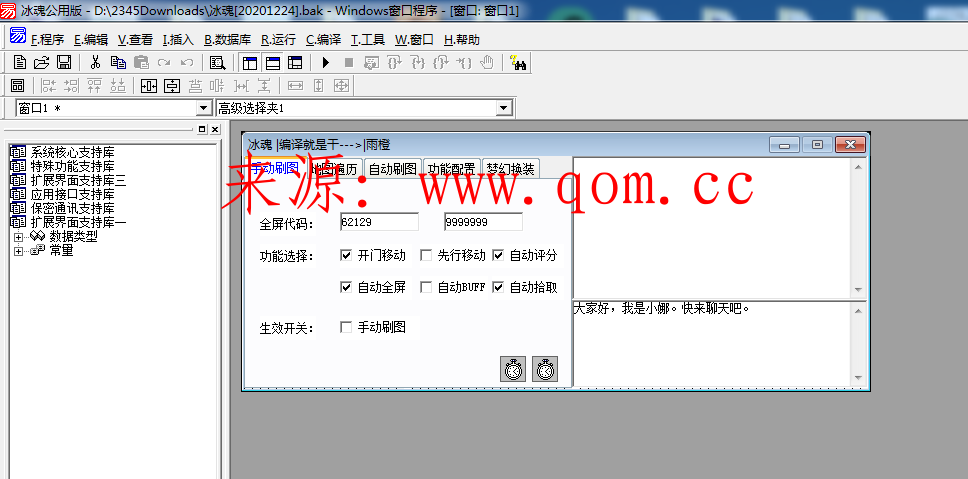 冰魂公用版 - D:\2345Downloads\冰魂[20201224].bak - Windows窗口程序 - [窗口: 窗口1]
F.程序 E.编辑 V.查看 I.插入 B.数据库 R.运行 C.编译 T.工具 W.窗口 H.帮助
窗口1 * 高级选择夹1
系统核心支持库
特殊功能支持库
扩展界面支持库三
应用接口支持库
保密通讯支持库
扩展界面支持库一
数据类型
常量
冰魂 |编译就是干--->|雨橙
手动刷图 地图遍历 自动刷图 功能配置 梦幻换装
来源: www.qom.cc
全屏代码: 62129 9999999
功能选择: 开门移动 先行移动 自动评分
自动全屏 自动BUFF 自动拾取
生效开关: 手动刷图
大家好，我是小娜。快来聊天吧。